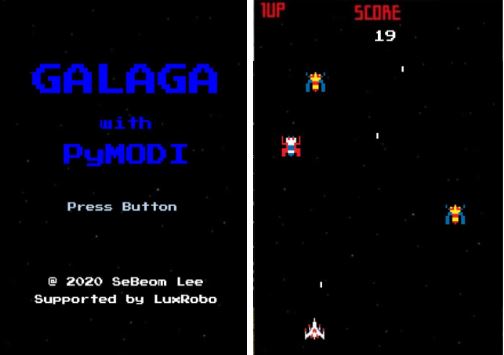 GALAGA
with
PyMODI
Press Button
@ 2020 SeBeom Lee
Supported by LuxRobo
1UP SCORE
19